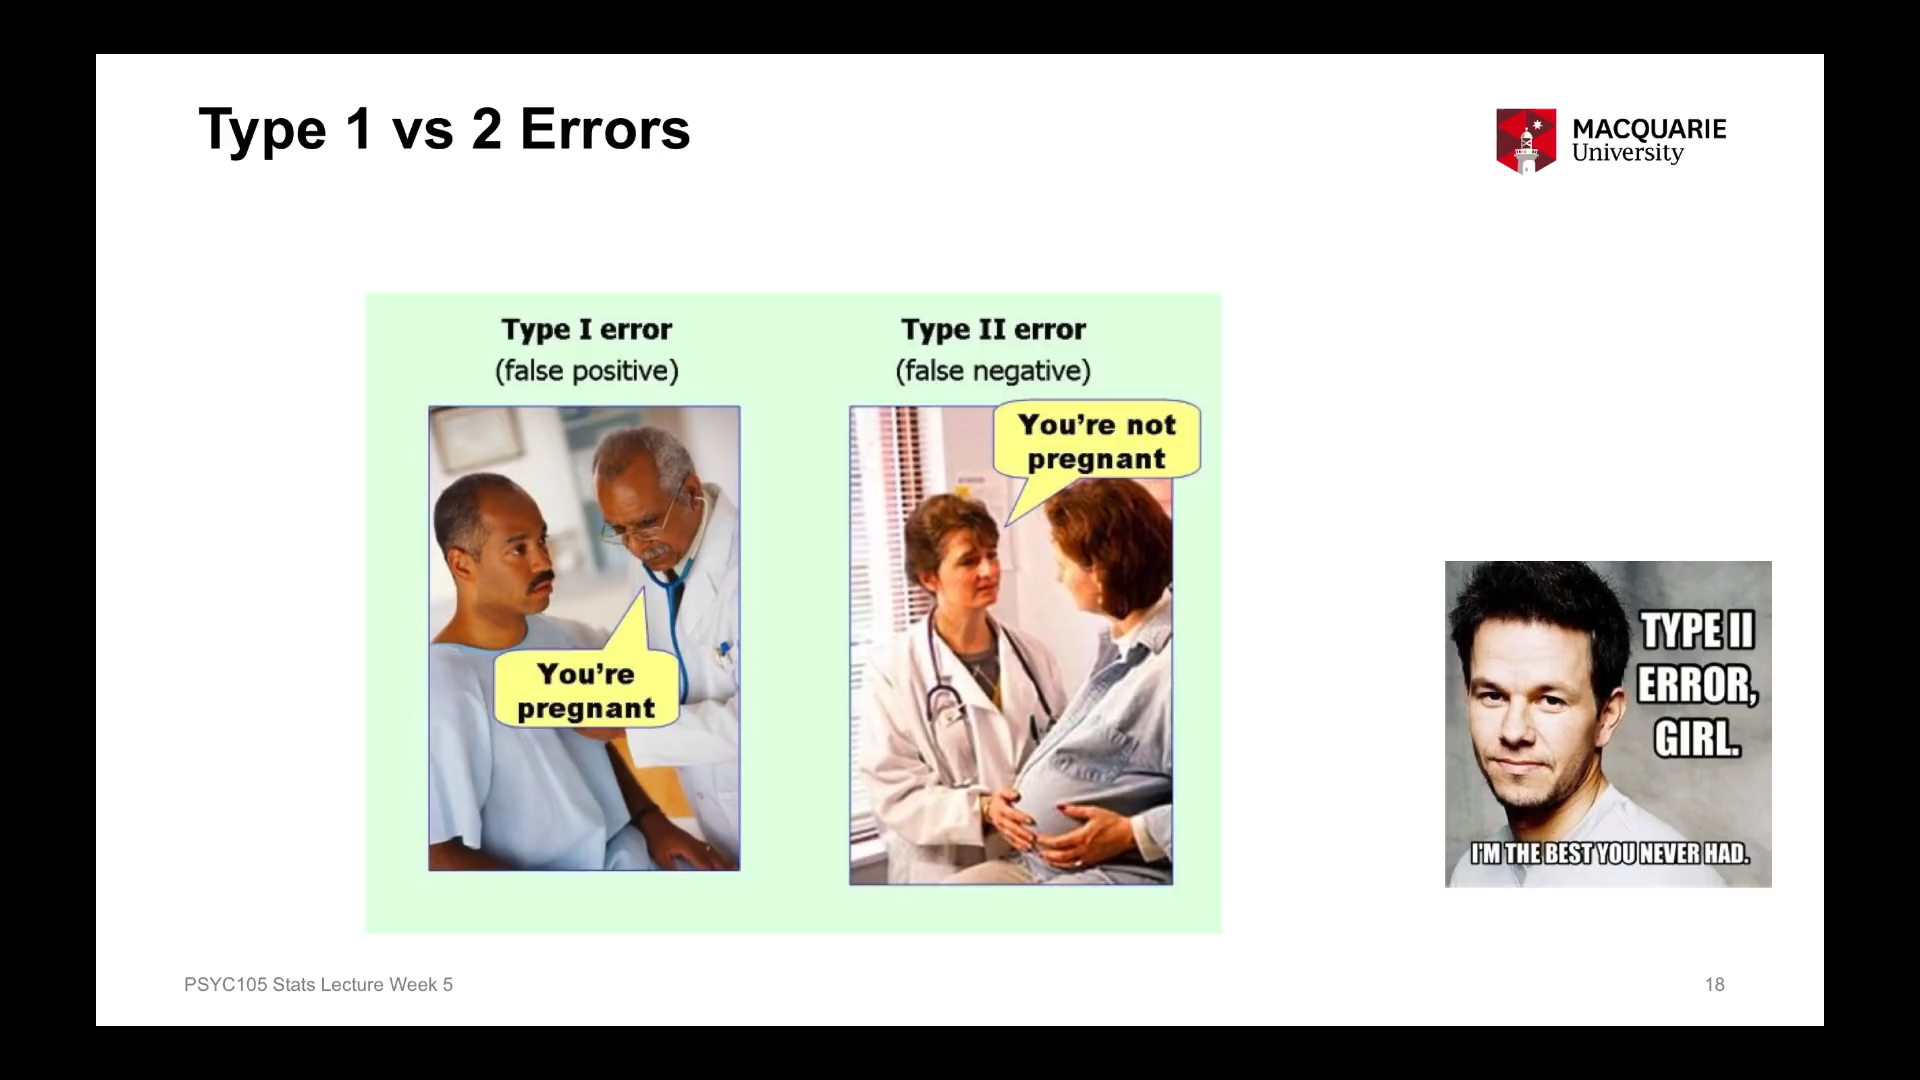 Type 1 vs 2 Errors
MACQUARIE
University
Type I error
(false positive)
You're
pregnant
Type II error
(false negative)
You're not
pregnant
TYPE II
ERROR,
GIRL.
I'M THE BEST YOU NEVER HAD.
PSYC105 Stats Lecture Week 5
18